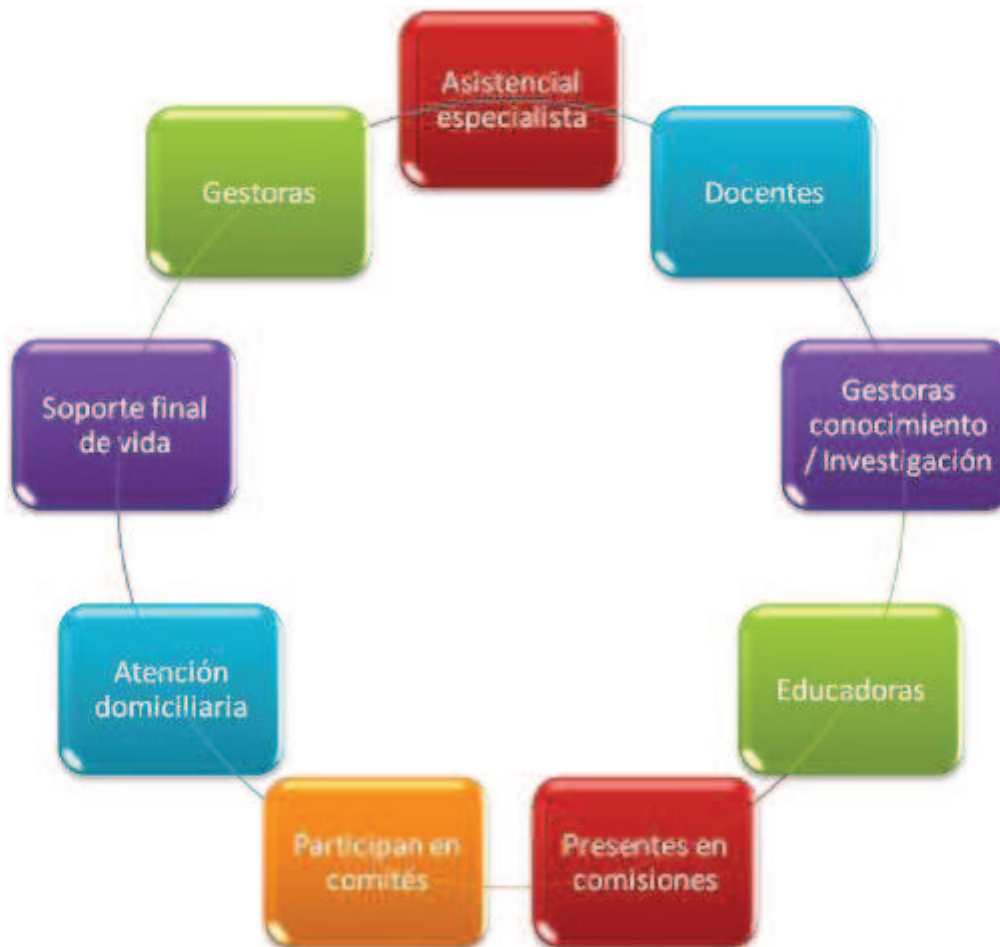 Asistencial
especialista
Docentes
Gestoras
conocimiento
/ Investigación
Educadoras
Presentes en
comisiones
Participan en
comités
Atención
domiciliaria
Soporte final
de vida
Gestoras